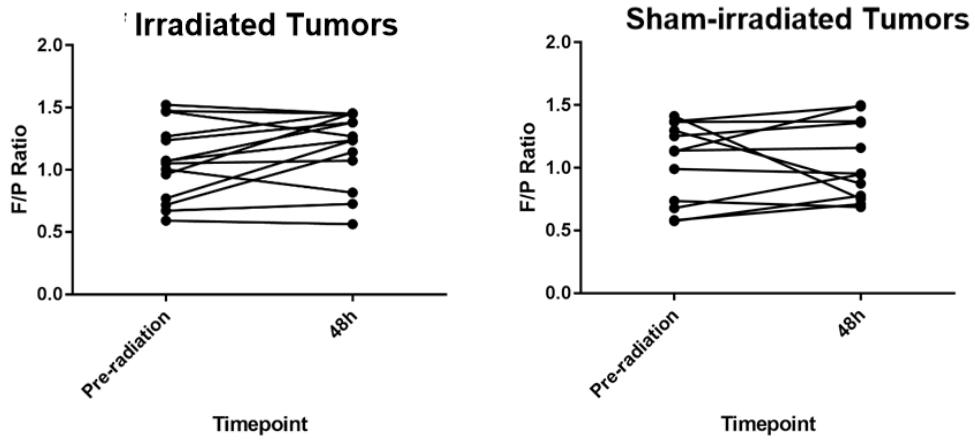 Irradiated Tumors
2.0
1.5
1.0
0.5
0.0
F/P Ratio
Pre-radiation
48h
Timepoint
Sham-irradiated Tumors
2.0
1.5
1.0
0.5
0.0
F/P Ratio
Pre-radiation
48h
Timepoint